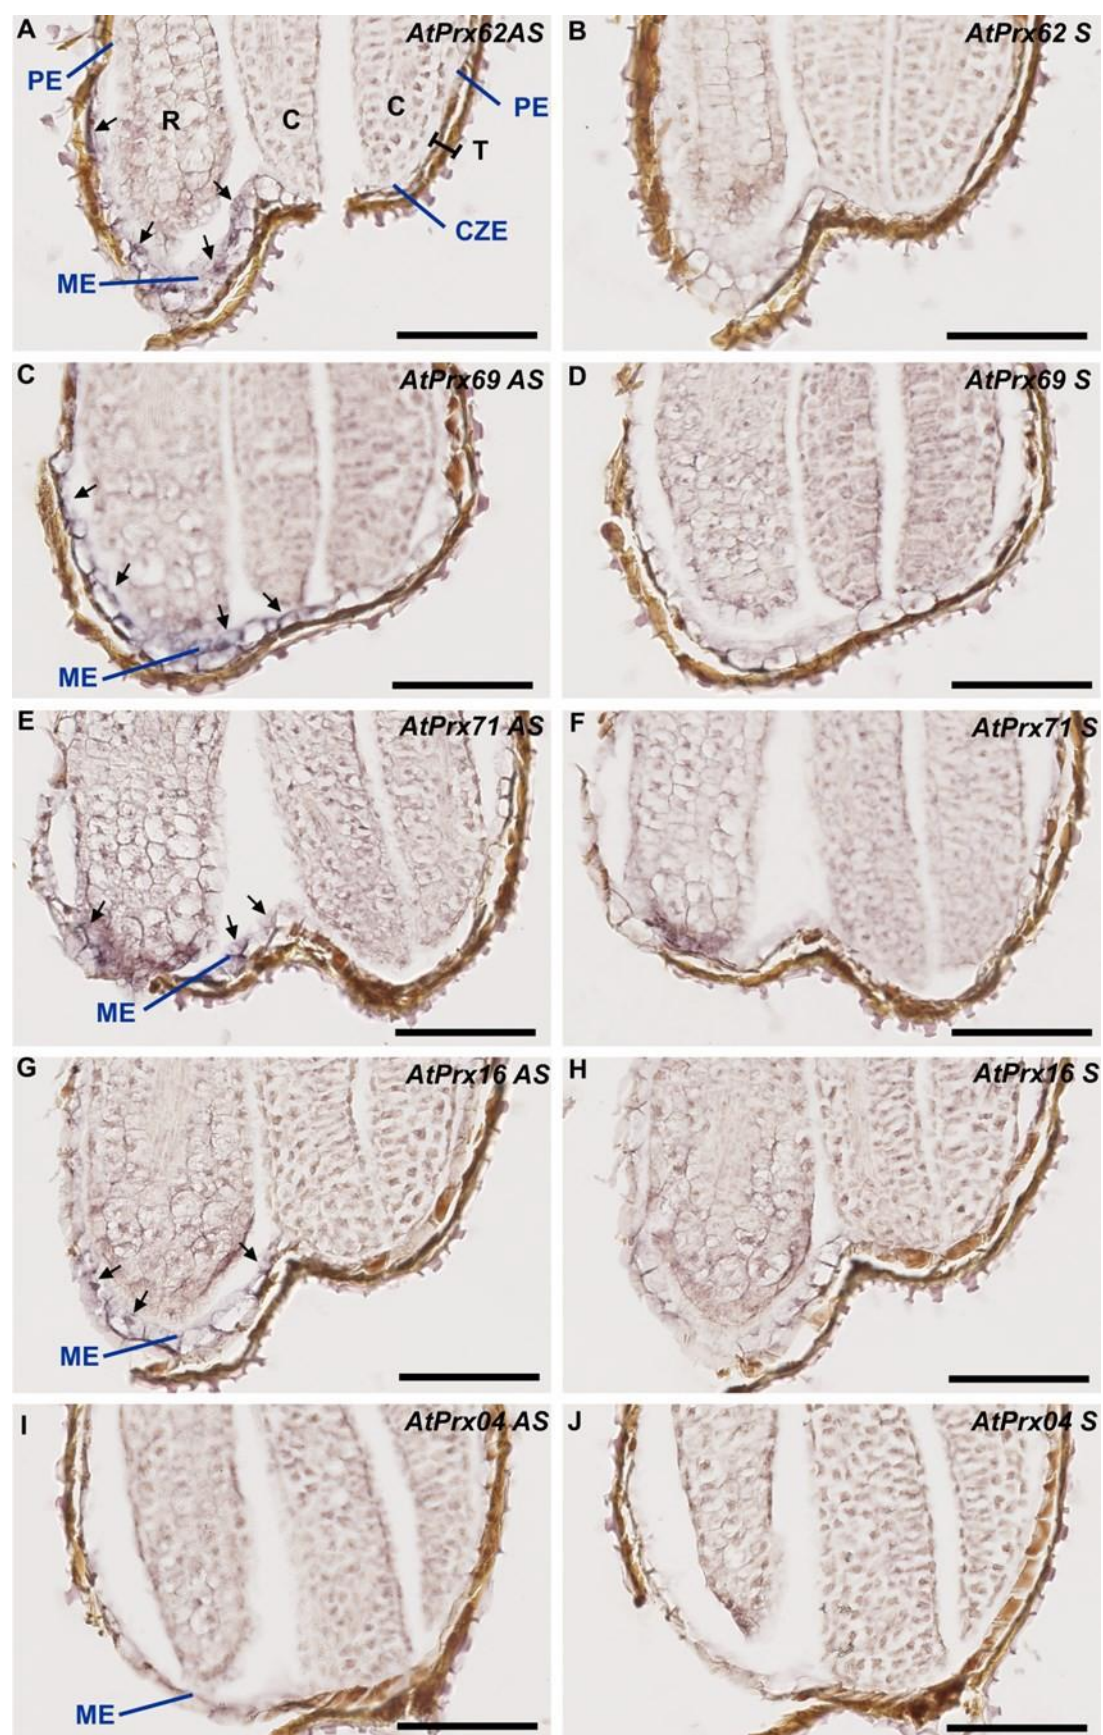 A AtPrx62AS
PE
R
C
C
PE
T
CZE
ME
B AtPrx62 S
C AtPrx69 AS
ME
D AtPrx69 S
E AtPrx71 AS
ME
F AtPrx71 S
G AtPrx16 AS
ME
H AtPrx16 S
I AtPrx04 AS
ME
J AtPrx04 S